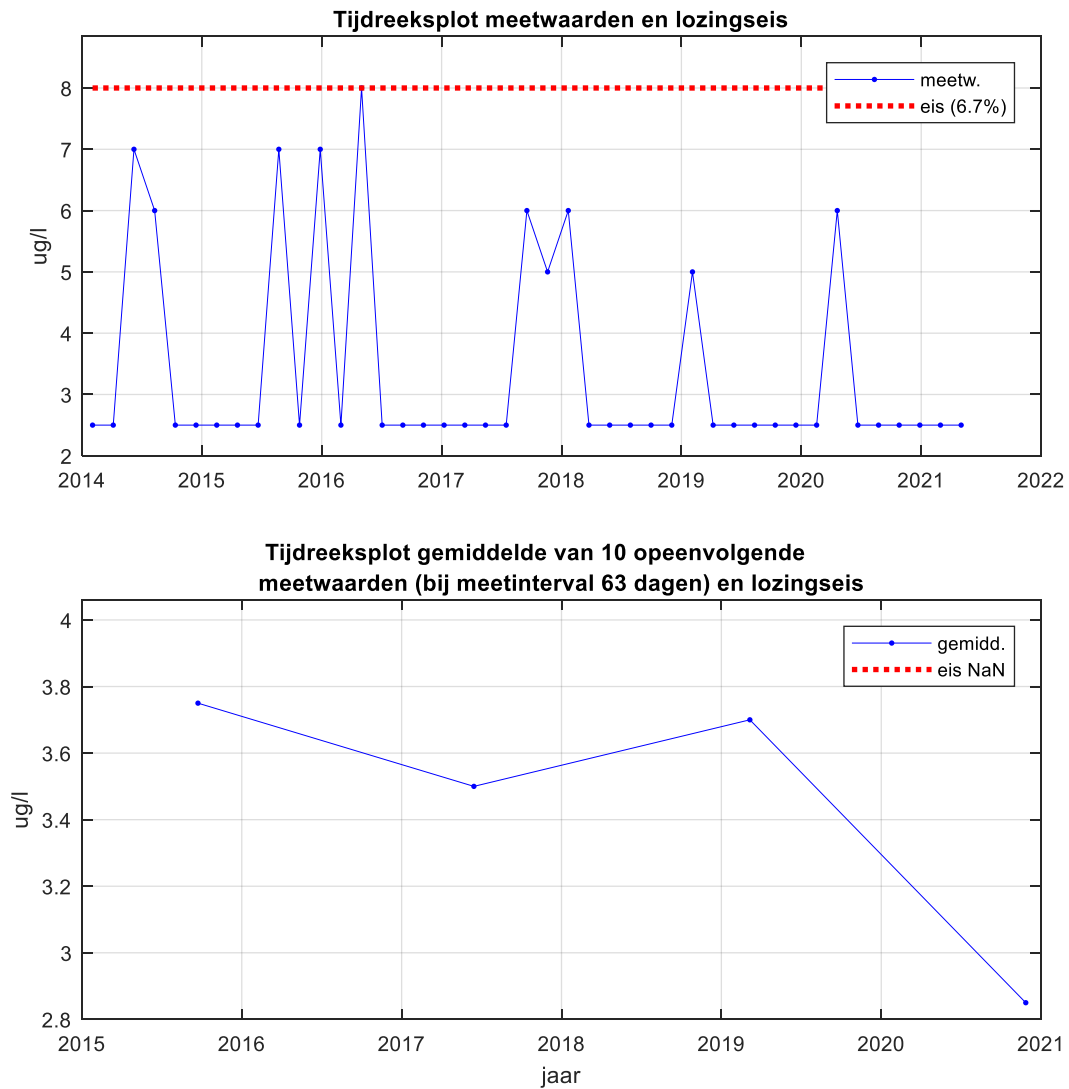 Tijdreeksplot meetwaarden en lozingseis
8
7
6
5
4
3
2
ug/l
meetw.
eis (6.7%)
2014 2015 2016 2017 2018 2019 2020 2021 2022
Tijdreeksplot gemiddelde van 10 opeenvolgende
meetwaarden (bij meetinterval 63 dagen) en lozingseis
4
3.8
3.6
3.4
3.2
3
2.8
ug/l
gemidd.
eis NaN
2015 2016 2017 2018 2019 2020 2021
jaar